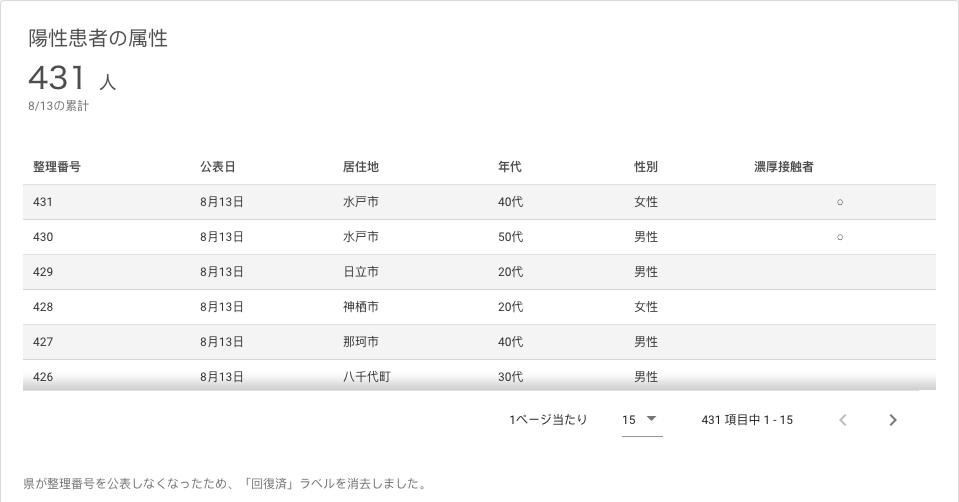 陽性患者の属性
431 人
8/13の累計
整理番号 公表日 居住地 年代 性別 濃厚接触者
431 8月13日 水戸市 40代 女性 ○
430 8月13日 水戸市 50代 男性 ○
429 8月13日 日立市 20代 男性
428 8月13日 神栖市 20代 女性
427 8月13日 那珂市 40代 男性
426 8月13日 八千代町 30代 男性
1ページ当たり 15 431 項目中 1 - 15
県が整理番号を公表しなくなったため、「回復済」ラベルを消去しました。